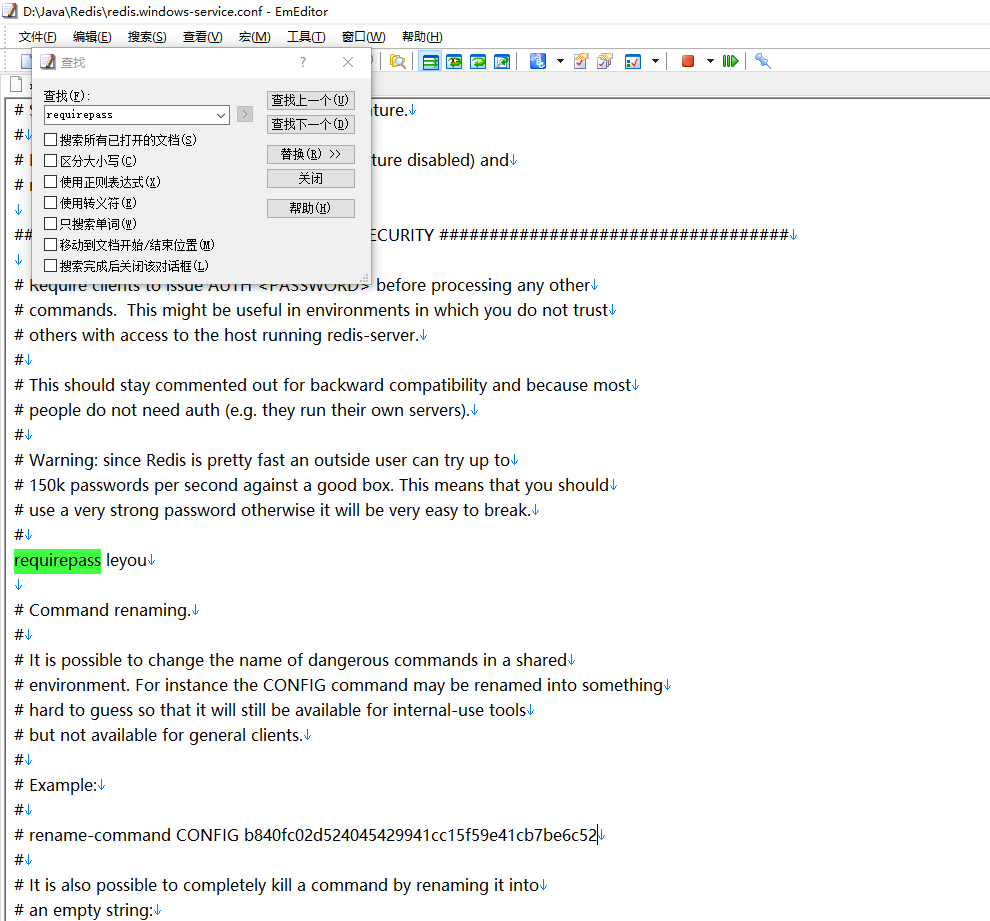 D:\Java\Redis\redis.windows-service.conf - EmEditor
文件(F) 编辑(E) 搜索(S) 查看(V) 宏(M) 工具(T) 窗口(W) 帮助(H)
查找
查找(F):
requirepass
查找上一个(U)
查找下一个(D)
替换(R) >>
关闭
帮助(H)
搜索所有已打开的文档(S)
区分大小写(C)
使用正则表达式(X)
使用转义符(E)
只搜索单词(W)
移动到文档开始/结束位置(M)
搜索完成后关闭该对话框(L)
# ture.↓
#↓
# ture disabled) and↓
#
↓
## ECURITY ###################################↓
↓
# Require clients to issue AUTH <PASSWORD> before processing any other↓
# commands.  This might be useful in environments in which you do not trust↓
# others with access to the host running redis-server.↓
#↓
# This should stay commented out for backward compatibility and because most↓
# people do not need auth (e.g. they run their own servers).↓
#↓
# Warning: since Redis is pretty fast an outside user can try up to↓
# 150k passwords per second against a good box. This means that you should↓
# use a very strong password otherwise it will be very easy to break.↓
#↓
requirepass leyou↓
↓
# Command renaming.↓
#↓
# It is possible to change the name of dangerous commands in a shared↓
# environment. For instance the CONFIG command may be renamed into something↓
# hard to guess so that it will still be available for internal-use tools↓
# but not available for general clients.↓
#↓
# Example:↓
#↓
# rename-command CONFIG b840fc02d524045429941cc15f59e41cb7be6c52↓
#↓
# It is also possible to completely kill a command by renaming it into↓
# an empty string:↓